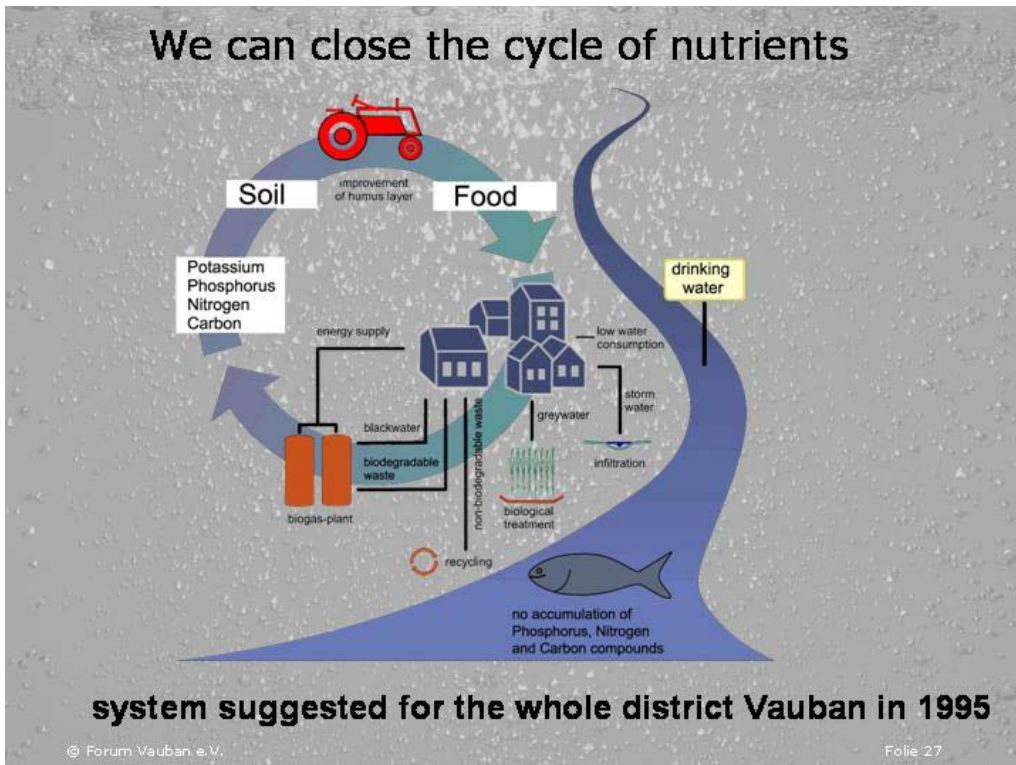 We can close the cycle of nutrients
improvement
of humus layer
Soil
Food
Potassium
Phosphorus
Nitrogen
Carbon
drinking
water
energy supply
low water
consumption
storm
water
greywater
blackwater
biodegradable
waste
non-biodegradable waste
infiltration
biogas-plant
biological
treatment
recycling
no accumulation of
Phosphorus, Nitrogen
and Carbon compounds
system suggested for the whole district Vauban in 1995
© Forum Vauban e.V.
Folie 27